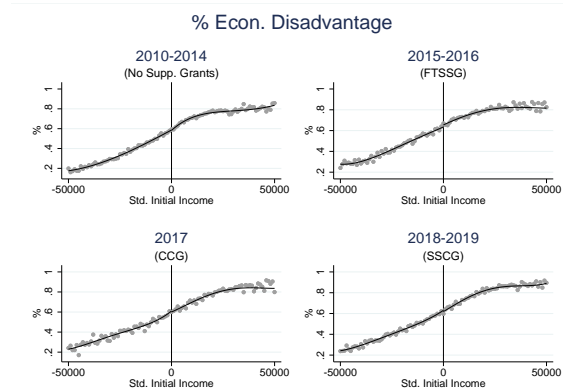 % Econ. Disadvantage
2010-2014
(No Supp. Grants)
%
.2 .4 .6 .8 1
-50000 0 50000
Std. Initial Income
2015-2016
(FTSSG)
%
.2 .4 .6 .8 1
-50000 0 50000
Std. Initial Income
2017
(CCG)
%
.2 .4 .6 .8 1
-50000 0 50000
Std. Initial Income
2018-2019
(SSCG)
%
.2 .4 .6 .8 1
-50000 0 50000
Std. Initial Income